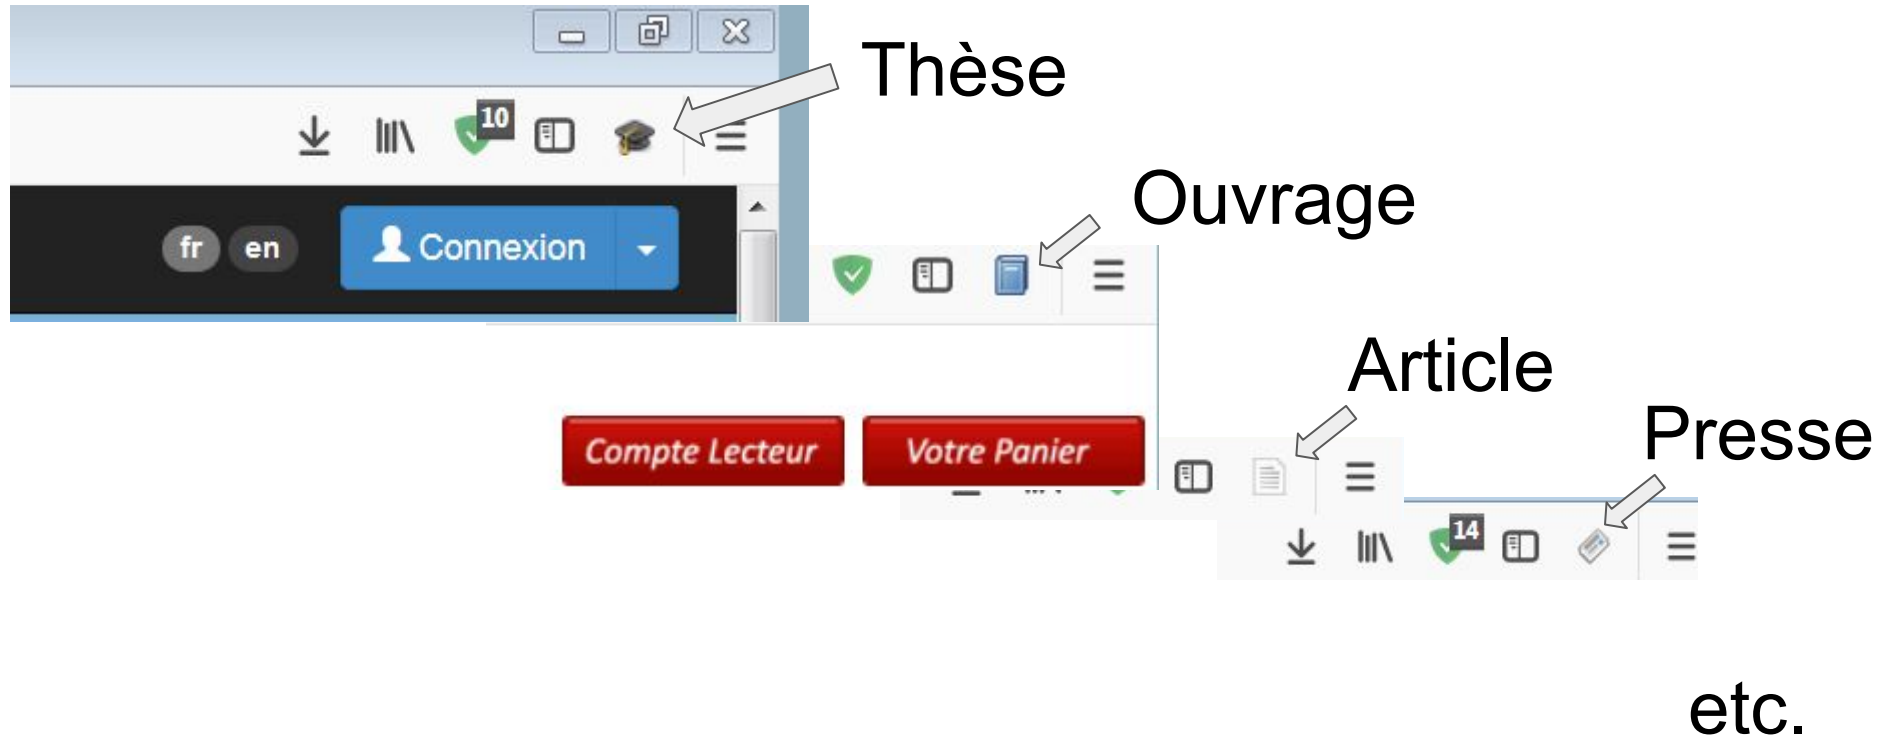 Thèse
10
fr en Connexion
Ouvrage
Article
Compte Lecteur Votre Panier
Presse
14
etc.